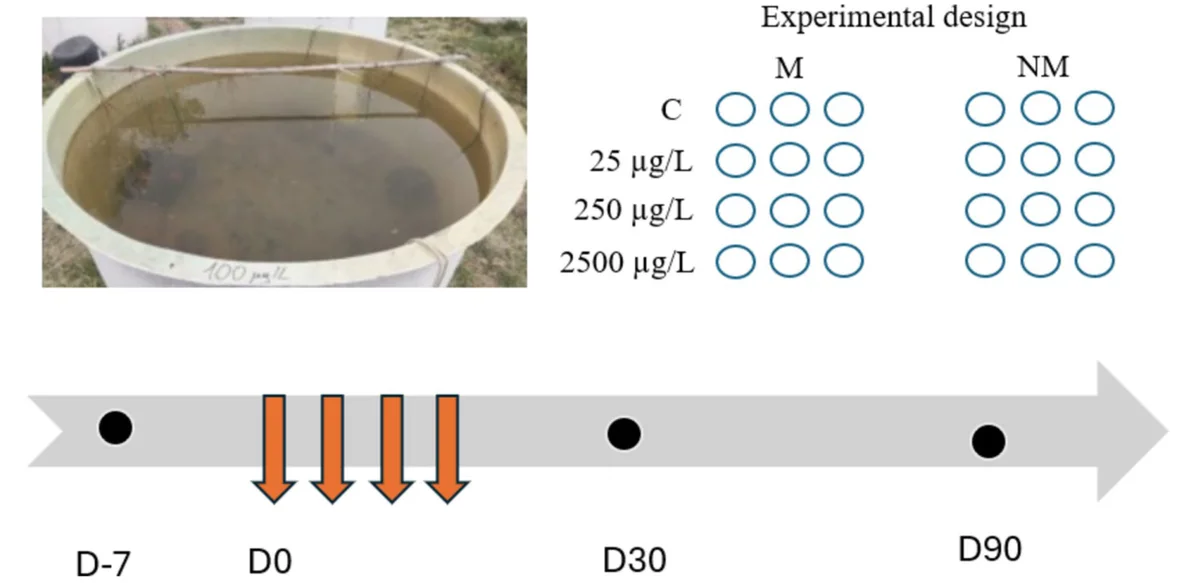 Experimental design
M NM
C
25 µg/L
250 µg/L
2500 µg/L
100 µg/L
D-7 D0 D30 D90